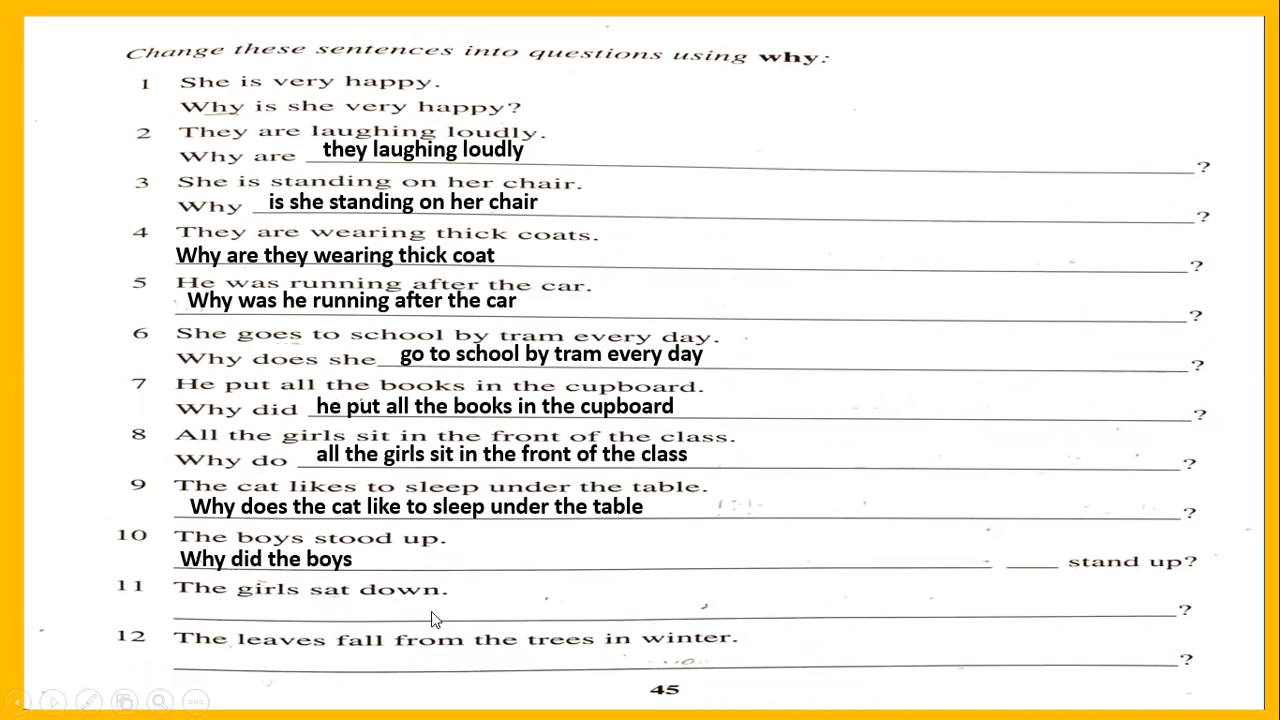 Change these sentences into questions using why:
1 She is very happy.
Why is she very happy?
2 They are laughing loudly.
Why are they laughing loudly ?
3 She is standing on her chair.
Why is she standing on her chair ?
4 They are wearing thick coats.
Why are they wearing thick coat ?
5 He was running after the car.
Why was he running after the car ?
6 She goes to school by tram every day.
Why does she go to school by tram every day ?
7 He put all the books in the cupboard.
Why did he put all the books in the cupboard ?
8 All the girls sit in the front of the class.
Why do all the girls sit in the front of the class ?
9 The cat likes to sleep under the table.
Why does the cat like to sleep under the table ?
10 The boys stood up.
Why did the boys stand up?
11 The girls sat down.
?
12 The leaves fall from the trees in winter.
?
45